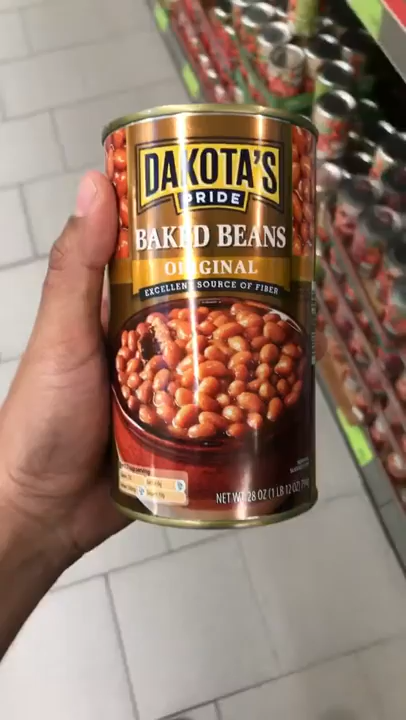 DAKOTA'S
PRIDE
BAKED BEANS
ORIGINAL
EXCELLENT SOURCE OF FIBER
NET WT 28 OZ (1 LB 12 OZ)